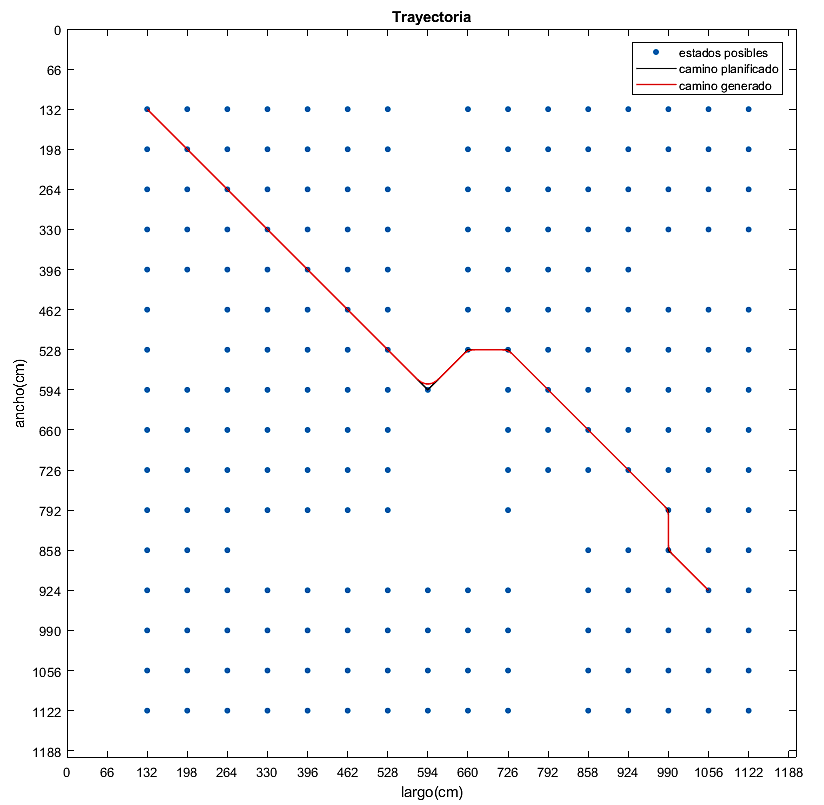 Trayectoria
estados posibles
camino planificado
camino generado
ancho(cm)
0
66
132
198
264
330
396
462
528
594
660
726
792
858
924
990
1056
1122
1188
0 66 132 198 264 330 396 462 528 594 660 726 792 858 924 990 1056 1122 1188
largo(cm)